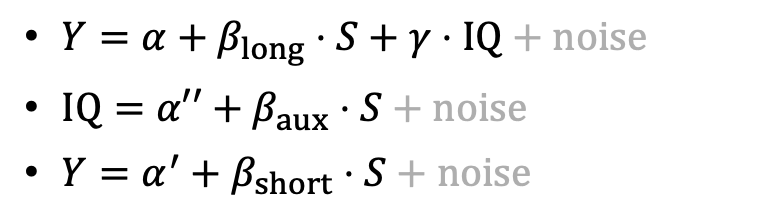 • Y = α + β_long · S + γ · IQ + noise
• IQ = α′′ + β_aux · S + noise
• Y = α′ + β_short · S + noise